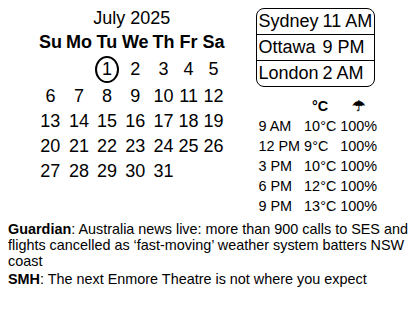 July 2025
Su Mo Tu We Th Fr Sa
1 2 3 4 5
6 7 8 9 10 11 12
13 14 15 16 17 18 19
20 21 22 23 24 25 26
27 28 29 30 31
Sydney 11 AM
Ottawa 9 PM
London 2 AM
°C ☂
9 AM 10°C 100%
12 PM 9°C 100%
3 PM 10°C 100%
6 PM 12°C 100%
9 PM 13°C 100%
Guardian: Australia news live: more than 900 calls to SES and
flights cancelled as ‘fast-moving’ weather system batters NSW
coast
SMH: The next Enmore Theatre is not where you expect